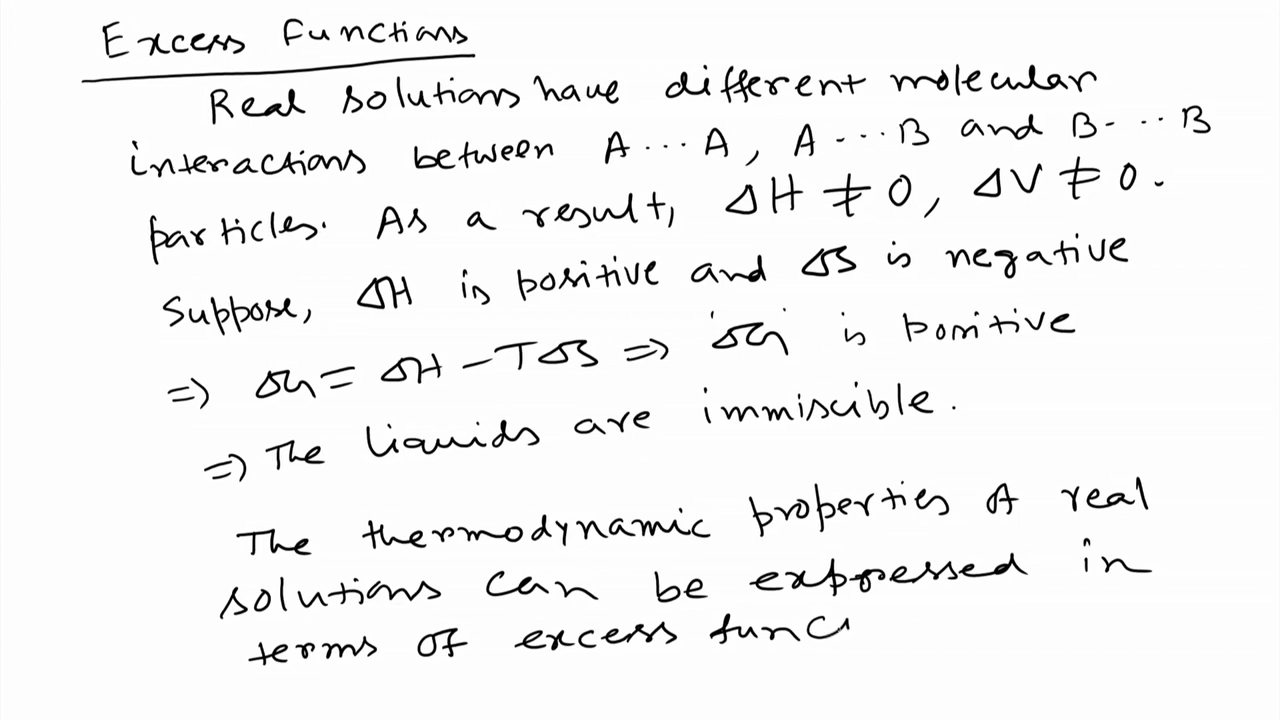 Excess Functions
Real solutions have different molecular
interactions between A...A, A...B and B-...B
particles. As a result, ΔH ≠ 0, ΔV ≠ 0.
Suppose, ΔH is positive and ΔS is negative
=> ΔG = ΔH - TΔS => 'ΔG' is positive
=> The liquids are immiscible.
The thermodynamic properties of real
solutions can be expressed in
terms of excess func